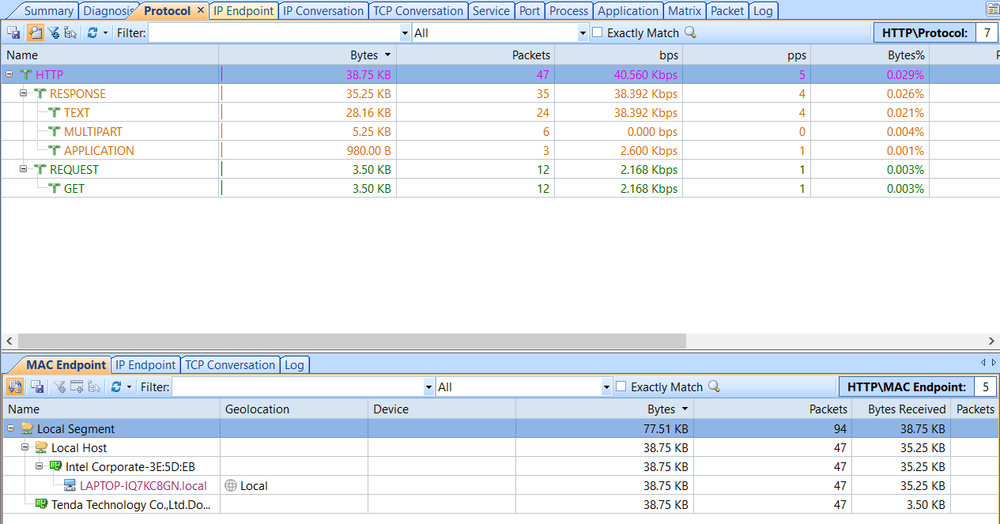 Summary Diagnosis Protocol × IP Endpoint IP Conversation TCP Conversation Service Port Process Application Matrix Packet Log
Filter: All Exactly Match HTTP\Protocol: 7
Name Bytes Packets bps pps Bytes%
HTTP 38.75 KB 47 40.560 Kbps 5 0.029%
RESPONSE 35.25 KB 35 38.392 Kbps 4 0.026%
TEXT 28.16 KB 24 38.392 Kbps 4 0.021%
MULTIPART 5.25 KB 6 0.000 bps 0 0.004%
APPLICATION 980.00 B 3 2.600 Kbps 1 0.001%
REQUEST 3.50 KB 12 2.168 Kbps 1 0.003%
GET 3.50 KB 12 2.168 Kbps 1 0.003%
MAC Endpoint IP Endpoint TCP Conversation Log
Filter: All Exactly Match HTTP\MAC Endpoint: 5
Name Geolocation Device Bytes Packets Bytes Received Packets
Local Segment 77.51 KB 94 38.75 KB
Local Host 38.75 KB 47 35.25 KB
Intel Corporate-3E:5D:EB 38.75 KB 47 35.25 KB
LAPTOP-IQ7KC8GN.local Local 38.75 KB 47 35.25 KB
Tenda Technology Co.,Ltd.Do... 38.75 KB 47 3.50 KB